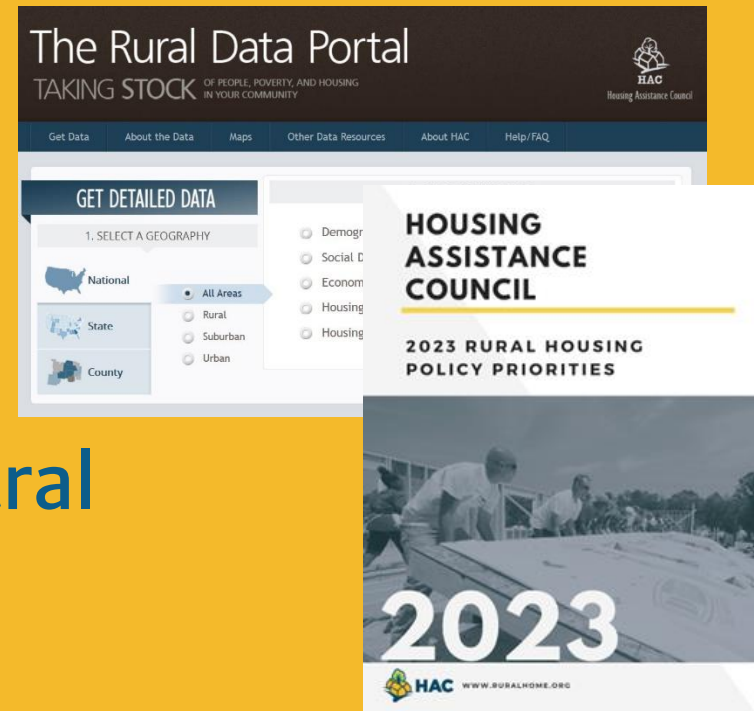 The Rural Data Portal
TAKING STOCK OF PEOPLE, POVERTY, AND HOUSING
IN YOUR COMMUNITY
HAC
Housing Assistance Council
Get Data About the Data Maps Other Data Resources About HAC Help/FAQ
GET DETAILED DATA
1. SELECT A GEOGRAPHY
National
State
County
All Areas
Rural
Suburban
Urban
Demogr
Social D
Econom
Housing
Housing
HOUSING
ASSISTANCE
COUNCIL
2023 RURAL HOUSING
POLICY PRIORITIES
2023
HAC WWW.RURALHOME.ORG
ral